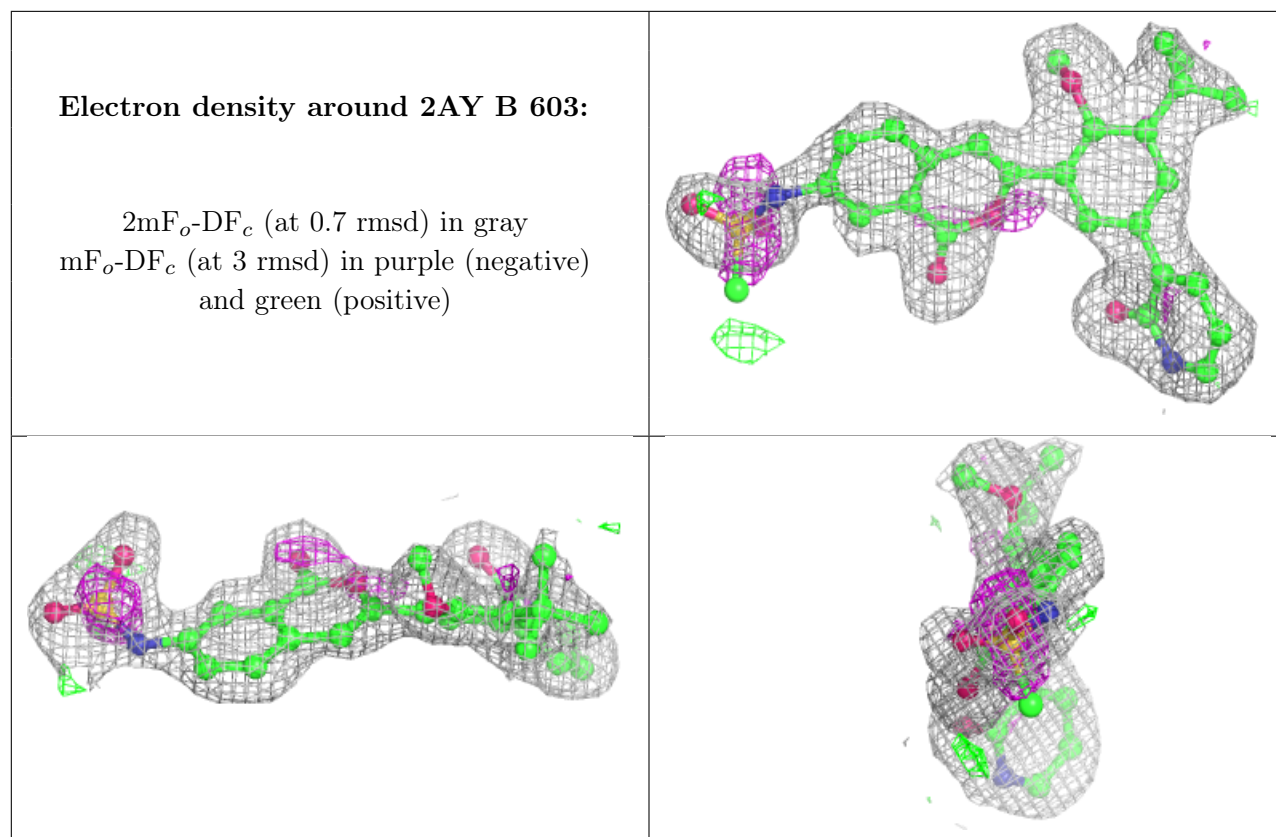 Electron density around 2AY B 603:
2mFₒ-DF𝑐 (at 0.7 rmsd) in gray
mFₒ-DF𝑐 (at 3 rmsd) in purple (negative)
and green (positive)